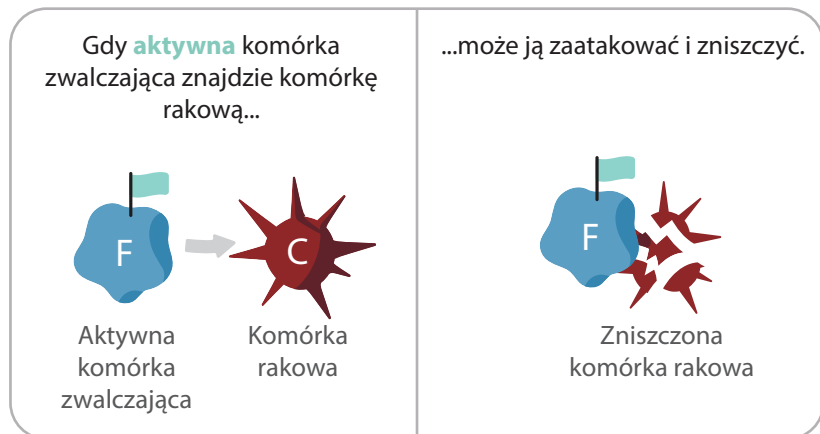 Gdy aktywna komórka
zwalczająca znajdzie komórkę
rakową...
F
C
Aktywna
komórka
zwalczająca
Komórka
rakowa
...może ją zaatakować i zniszczyć.
F
Zniszczona
komórka rakowa